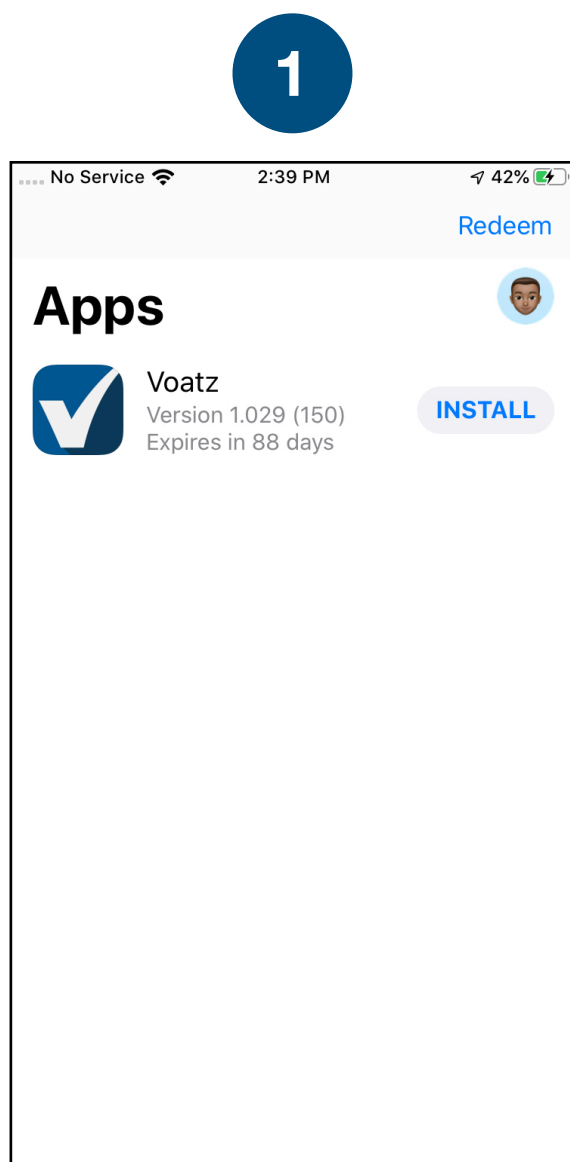 1
No Service 2:39 PM 42%
Redeem
Apps
Voatz
Version 1.029 (150)
Expires in 88 days
INSTALL